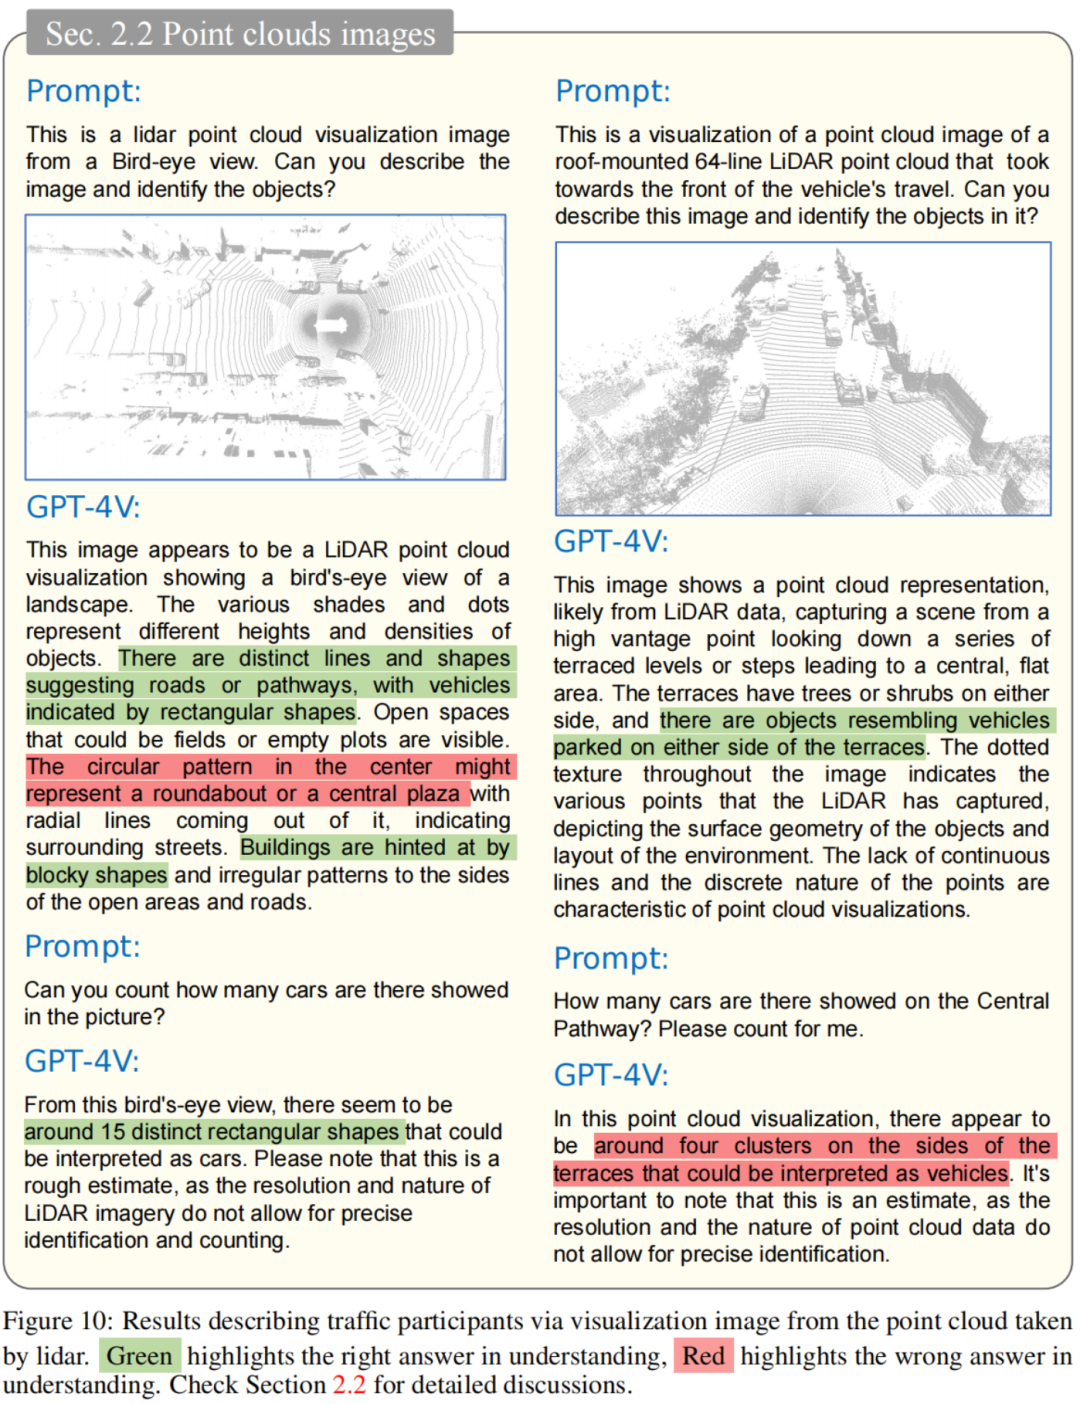 Sec. 2.2 Point clouds images
Prompt:
This is a lidar point cloud visualization image
from a Bird-eye view. Can you describe the
image and identify the objects?
GPT-4V:
This image appears to be a LiDAR point cloud
visualization showing a bird's-eye view of a
landscape. The various shades and dots
represent different heights and densities of
objects. There are distinct lines and shapes
suggesting roads or pathways, with vehicles
indicated by rectangular shapes. Open spaces
that could be fields or empty plots are visible.
The circular pattern in the center might
represent a roundabout or a central plaza with
radial lines coming out of it, indicating
surrounding streets. Buildings are hinted at by
blocky shapes and irregular patterns to the sides
of the open areas and roads.
Prompt:
Can you count how many cars are there showed
in the picture?
GPT-4V:
From this bird's-eye view, there seem to be
around 15 distinct rectangular shapes that could
be interpreted as cars. Please note that this is a
rough estimate, as the resolution and nature of
LiDAR imagery do not allow for precise
identification and counting.
Prompt:
This is a visualization of a point cloud image of a
roof-mounted 64-line LiDAR point cloud that took
towards the front of the vehicle's travel. Can you
describe this image and identify the objects in it?
GPT-4V:
This image shows a point cloud representation,
likely from LiDAR data, capturing a scene from a
high vantage point looking down a series of
terraced levels or steps leading to a central, flat
area. The terraces have trees or shrubs on either
side, and there are objects resembling vehicles
parked on either side of the terraces. The dotted
texture throughout the image indicates the
various points that the LiDAR has captured,
depicting the surface geometry of the objects and
layout of the environment. The lack of continuous
lines and the discrete nature of the points are
characteristic of point cloud visualizations.
Prompt:
How many cars are there showed on the Central
Pathway? Please count for me.
GPT-4V:
In this point cloud visualization, there appear to
be around four clusters on the sides of the
terraces that could be interpreted as vehicles. It's
important to note that this is an estimate, as the
resolution and the nature of point cloud data do
not allow for precise identification.
Figure 10: Results describing traffic participants via visualization image from the point cloud taken
by lidar. Green highlights the right answer in understanding, Red highlights the wrong answer in
understanding. Check Section 2.2 for detailed discussions.